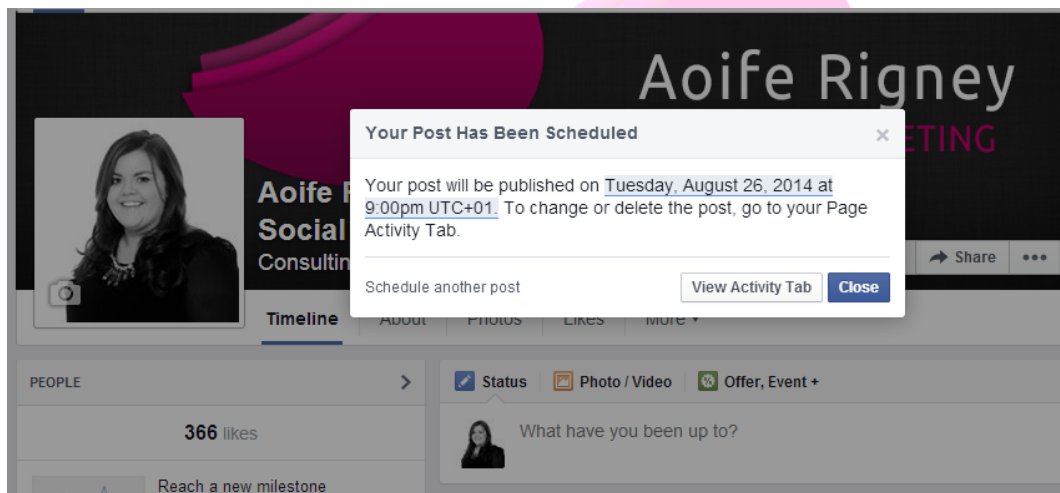 Aoife Rigney
ETING
Your Post Has Been Scheduled
Your post will be published on Tuesday, August 26, 2014 at
9:00pm UTC+01. To change or delete the post, go to your Page
Activity Tab.
Schedule another post
View Activity Tab
Close
Aoife
Social
Consultin
Share
Timeline
About
Photos
Likes
More
PEOPLE
Status
Photo / Video
Offer, Event +
366 likes
What have you been up to?
Reach a new milestone